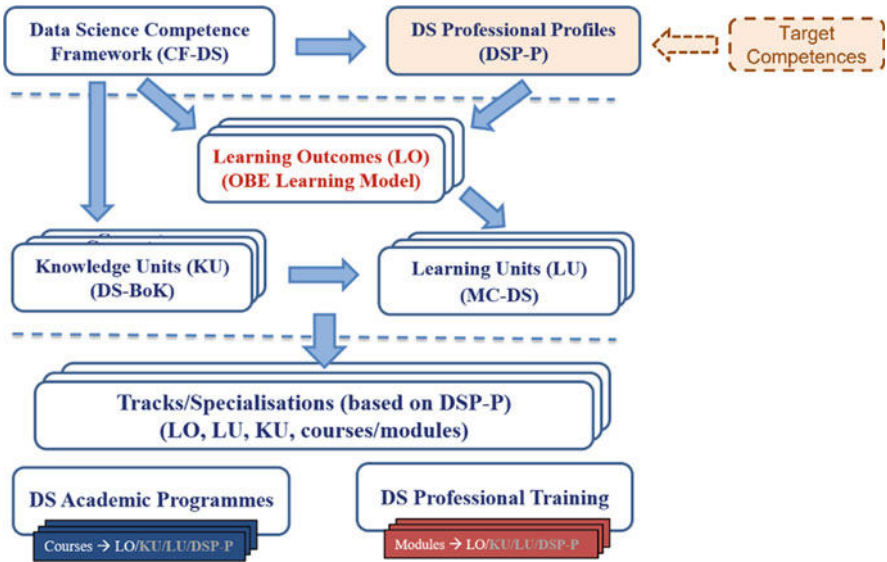 Data Science Competence
Framework (CF-DS)
DS Professional Profiles
(DSP-P)
Target
Competences
Learning Outcomes (LO)
(OBE Learning Model)
Knowledge Units (KU)
(DS-BoK)
Learning Units (LU)
(MC-DS)
Tracks/Specialisations (based on DSP-P)
(LO, LU, KU, courses/modules)
DS Academic Programmes
Courses → LO/KU/LU/DSP-P
DS Professional Training
Modules → LO/KU/LU/DSP-P